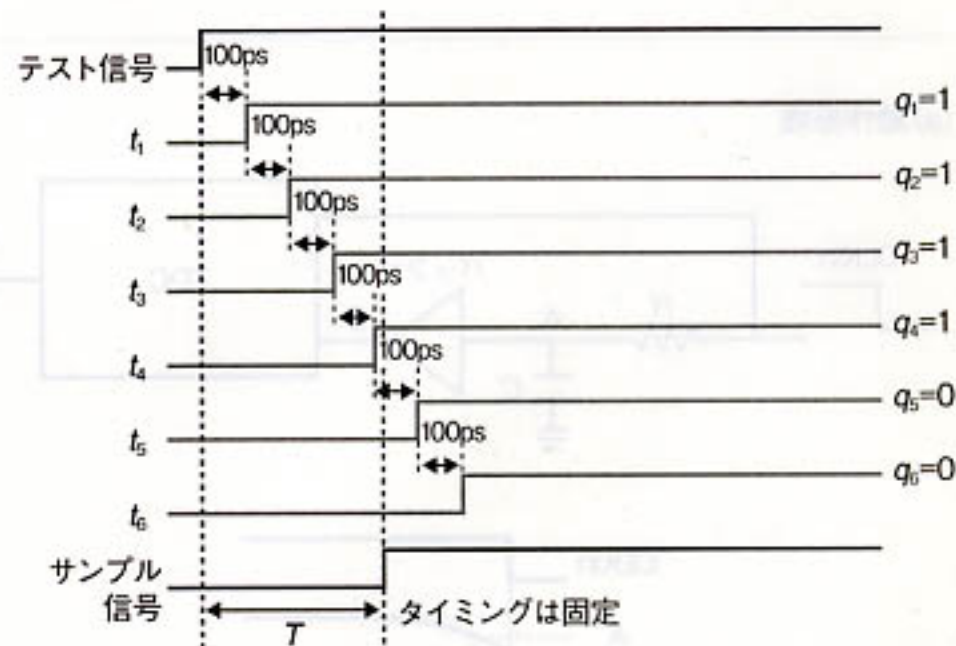 100ps
テスト信号
q₁=1
100ps
t₁
q₂=1
100ps
t₂
q₃=1
100ps
t₃
q₄=1
100ps
t₄
q₅=0
100ps
t₅
q₆=0
t₆
サンプル
信号
タイミングは固定
T